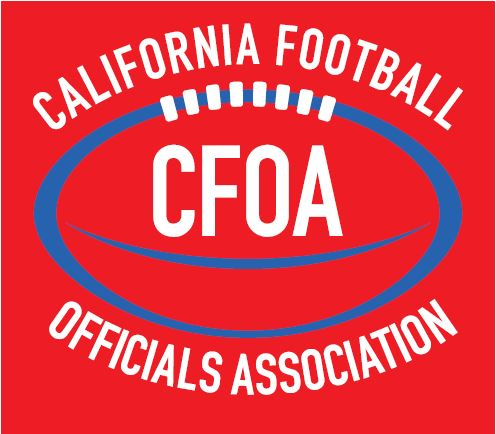 CALIFORNIA FOOTBALL
CFOA
OFFICIALS ASSOCIATION